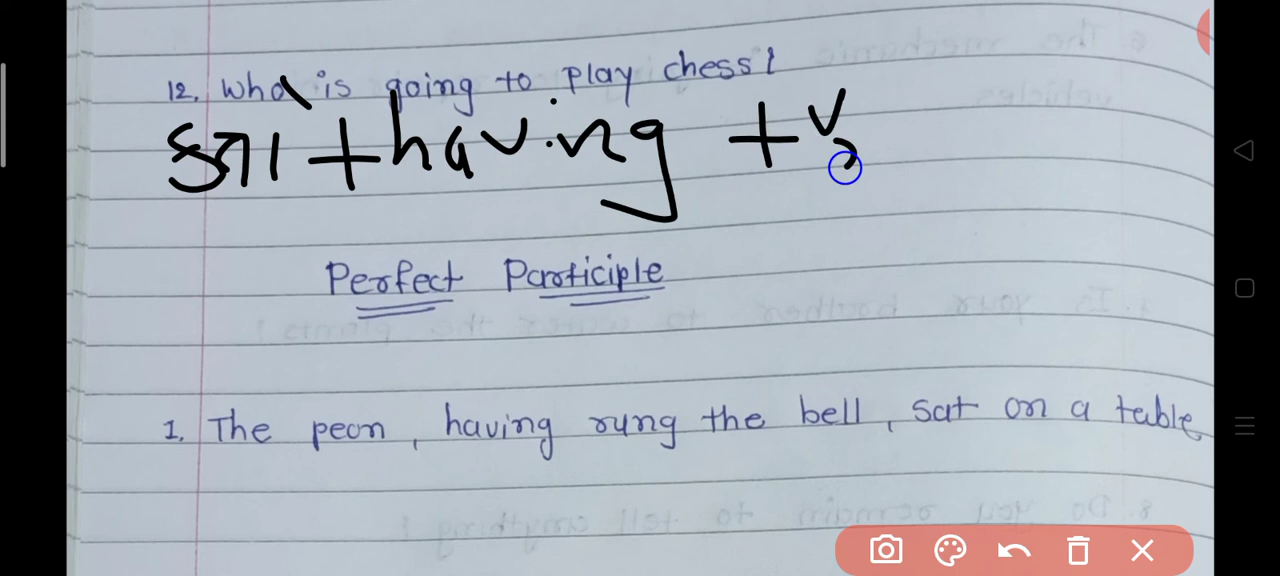 12. Who is going to play chess?
+ having + V3
Perfect Participle
1. The peon, having rung the bell, sat on a table